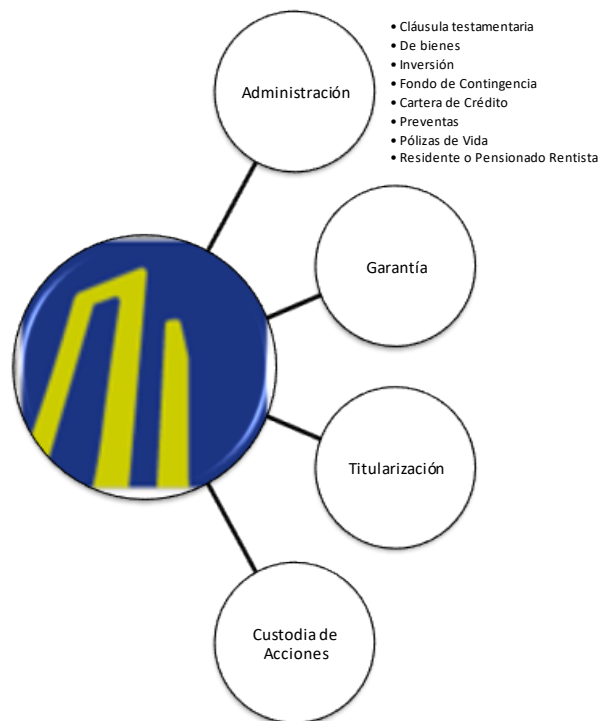 Administración
• Cláusula testamentaria
• De bienes
• Inversión
• Fondo de Contingencia
• Cartera de Crédito
• Preventas
• Pólizas de Vida
• Residente o Pensionado Rentista
Garantía
Titularización
Custodia de
Acciones